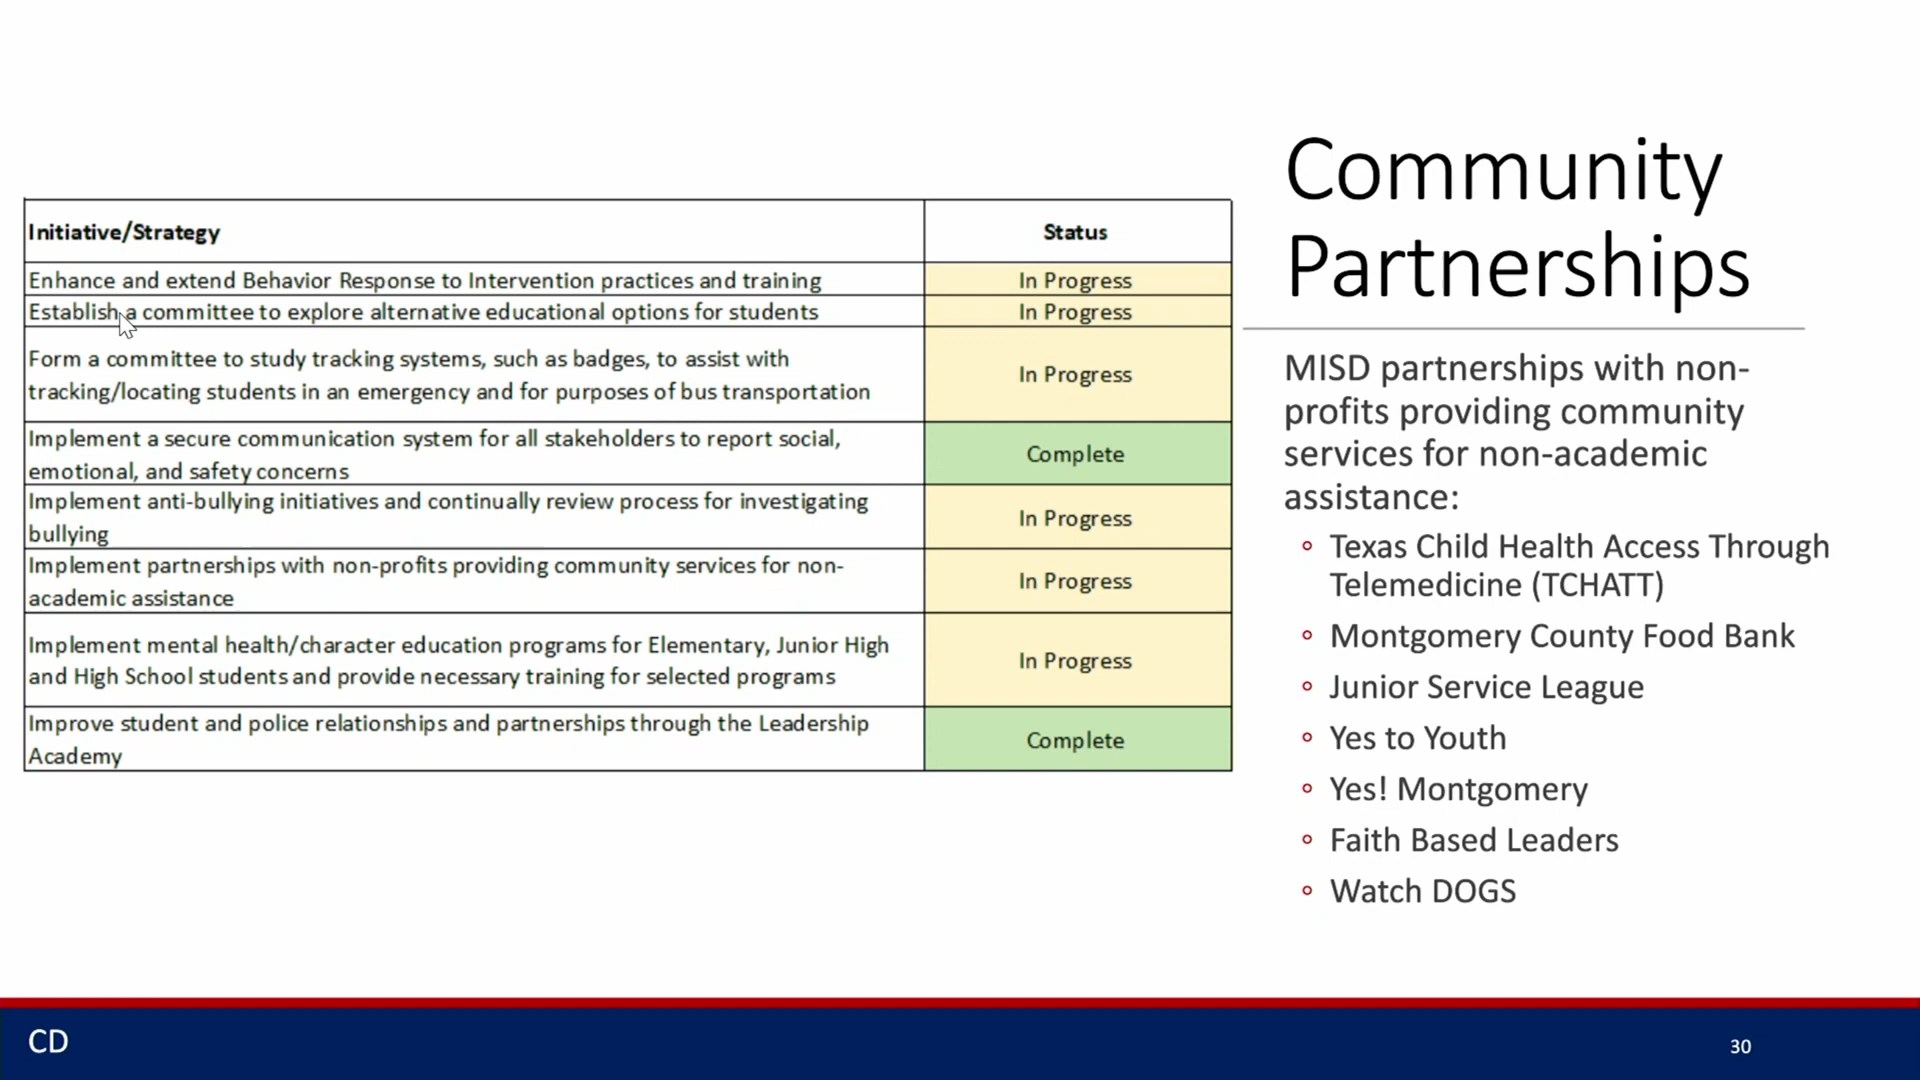 Initiative/Strategy Status
Enhance and extend Behavior Response to Intervention practices and training In Progress
Establish a committee to explore alternative educational options for students In Progress
Form a committee to study tracking systems, such as badges, to assist with
tracking/locating students in an emergency and for purposes of bus transportation
In Progress
Implement a secure communication system for all stakeholders to report social,
emotional, and safety concerns
Complete
Implement anti-bullying initiatives and continually review process for investigating
bullying
In Progress
Implement partnerships with non-profits providing community services for non-
academic assistance
In Progress
Implement mental health/character education programs for Elementary, Junior High
and High School students and provide necessary training for selected programs
In Progress
Improve student and police relationships and partnerships through the Leadership
Academy
Complete
Community
Partnerships
MISD partnerships with non-
profits providing community
services for non-academic
assistance:
Texas Child Health Access Through
Telemedicine (TCHATT)
Montgomery County Food Bank
Junior Service League
Yes to Youth
Yes! Montgomery
Faith Based Leaders
Watch DOGS
CD
30